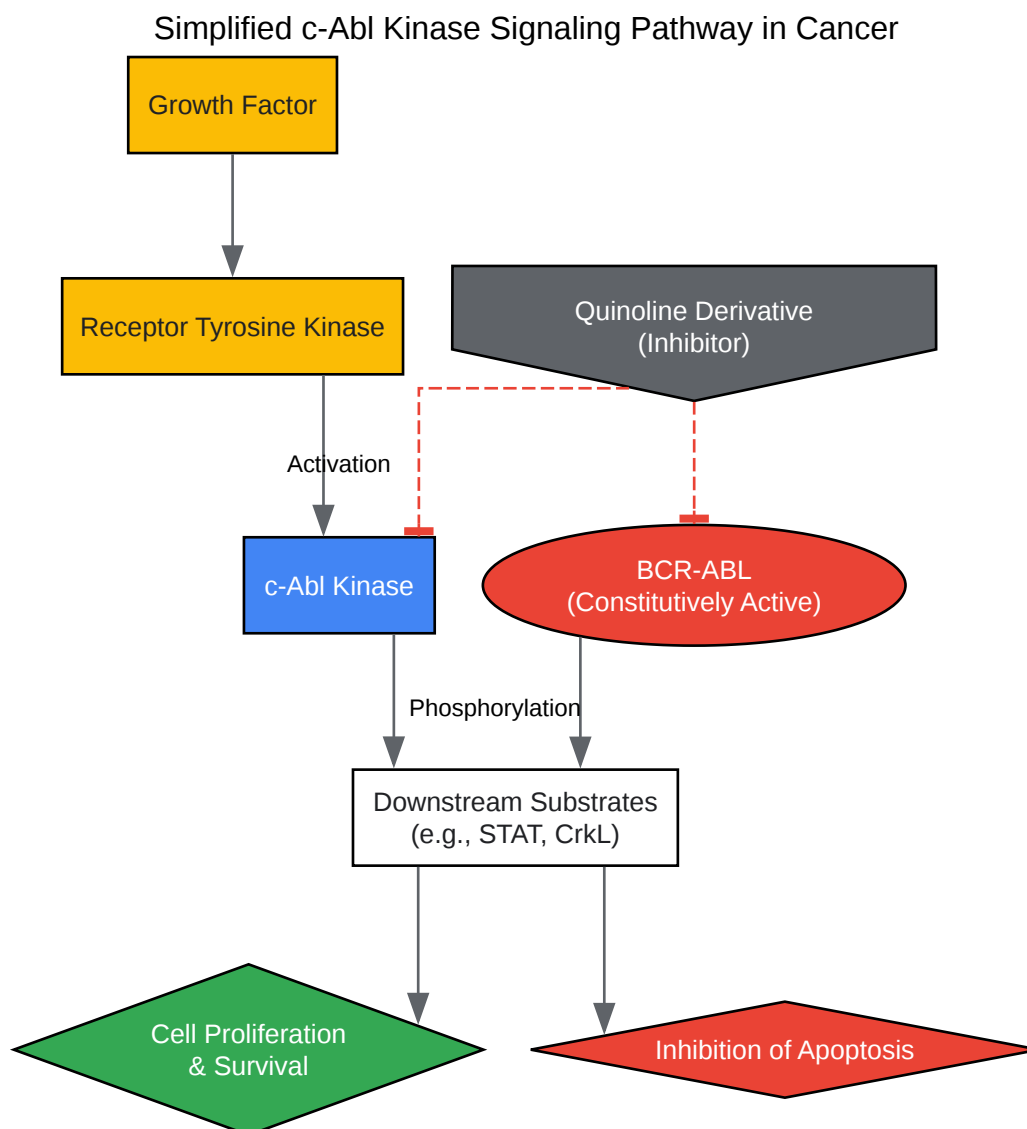 Simplified c-Abl Kinase Signaling Pathway in Cancer
Growth Factor
Receptor Tyrosine Kinase
Quinoline Derivative
(Inhibitor)
Activation
c-Abl Kinase
BCR-ABL
(Constitutively Active)
Phosphorylation
Downstream Substrates
(e.g., STAT, CrkL)
Cell Proliferation
& Survival
Inhibition of Apoptosis